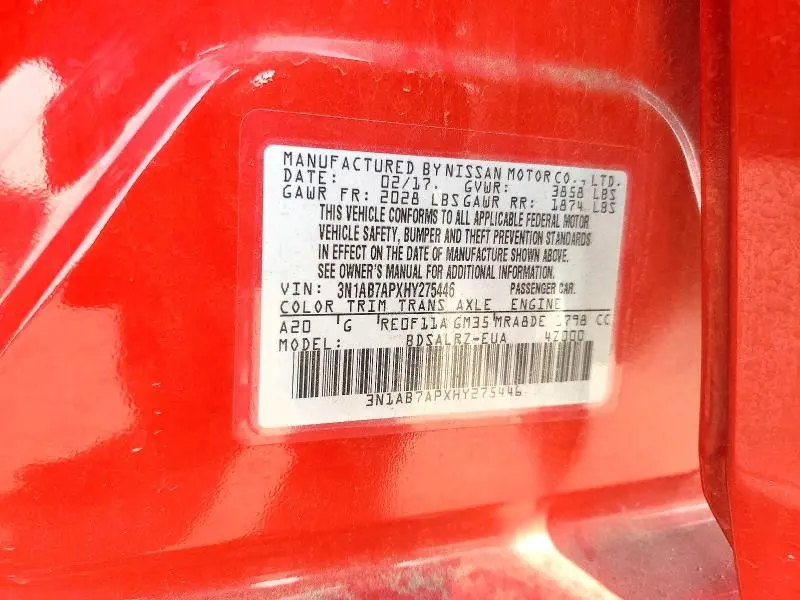 MANUFACTURED BY NISSAN MOTOR CO., LTD.
DATE: 02/17. GVWR: 3858 LBS
GAWR FR: 2028 LBS GAWR RR: 1874 LBS
THIS VEHICLE CONFORMS TO ALL APPLICABLE FEDERAL MOTOR
VEHICLE SAFETY, BUMPER AND THEFT PREVENTION STANDARDS
IN EFFECT ON THE DATE OF MANUFACTURE SHOWN ABOVE.
SEE OWNER'S MANUAL FOR ADDITIONAL INFORMATION.
VIN: 3N1AB7APXHY275446 PASSENGER CAR.
COLOR TRIM TRANS AXLE ENGINE
A20 G RE0F11A GM35 MRA8DE 1798 CC
MODEL: BDSALRZ-EUA 4Z000
3N1AB7APXHY275446